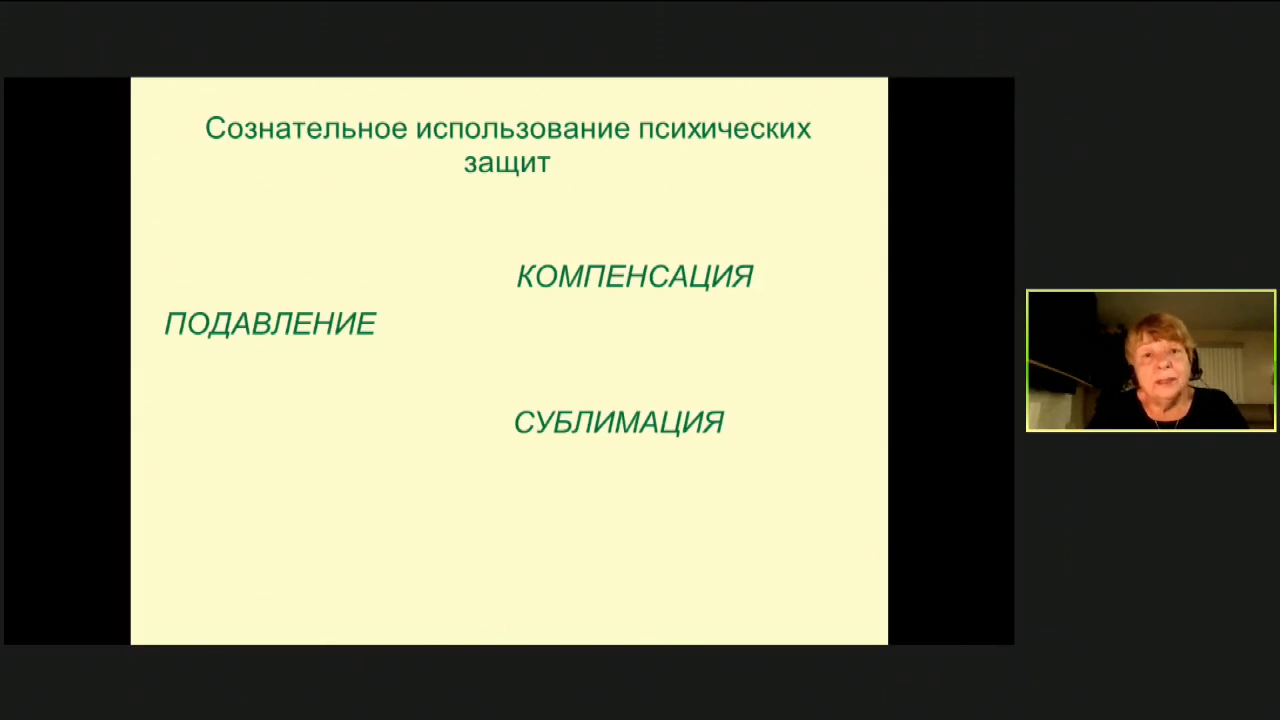 Сознательное использование психических
защит
КОМПЕНСАЦИЯ
ПОДАВЛЕНИЕ
СУБЛИМАЦИЯ